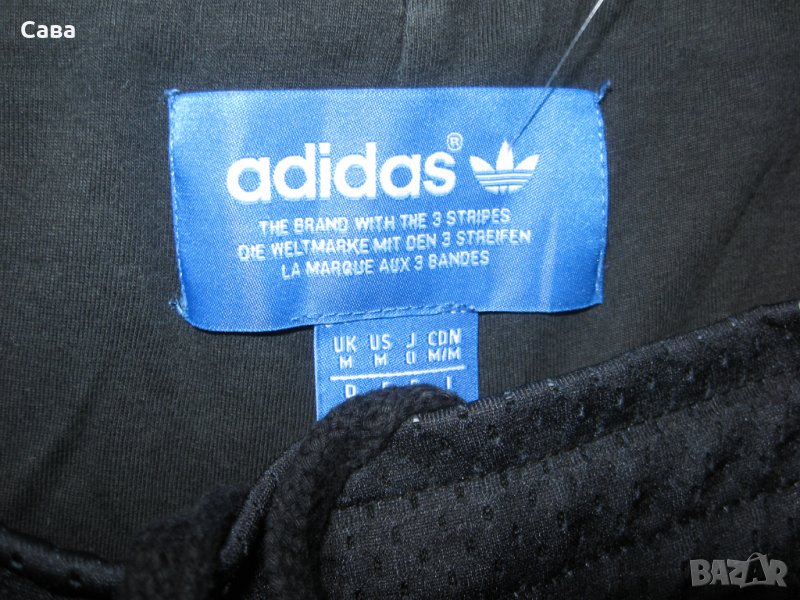 Сава
adidas®
THE BRAND WITH THE 3 STRIPES
DIE WELTMARKE MIT DEN 3 STREIFEN
LA MARQUE AUX 3 BANDES
UK US J CDN
M M O M/M
BAZAR